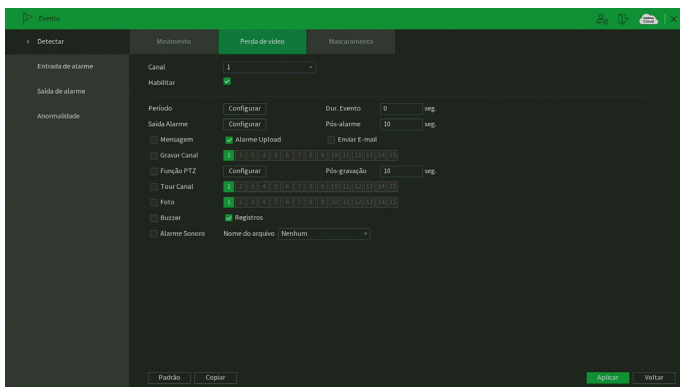 Evento
Intelbras Cloud
Detectar
Entrada de alarme
Saída de alarme
Anormalidade
Movimento Perda de vídeo Mascaramento
Canal 1
Habilitar
Período Configurar Dur. Evento 0 seg.
Saída Alarme Configurar Pós-alarme 10 seg.
Mensagem Alarme Upload Enviar E-mail
Gravar Canal 1 2 3 4 5 6 7 8 9 10 11 12 13 14 15
Função PTZ Configurar Pós-gravação 10 seg.
Tour Canal 1 2 3 4 5 6 7 8 9 10 11 12 13 14 15
Foto 1 2 3 4 5 6 7 8 9 10 11 12 13 14 15
Buzzer Registros
Alarme Sonoro Nome do arquivo Nenhum
Padrão Copiar Aplicar Voltar